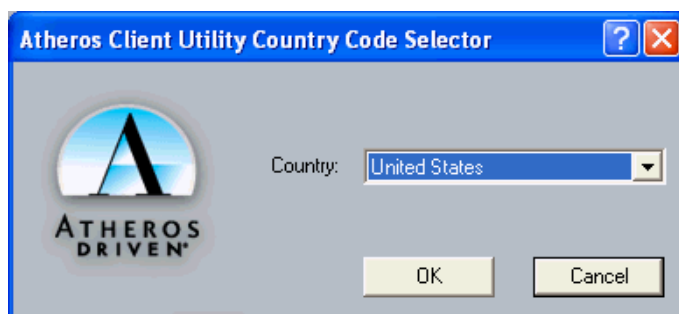 Atheros Client Utility Country Code Selector
?
Country:
United States
A
ATHEROS
DRIVEN®
OK
Cancel